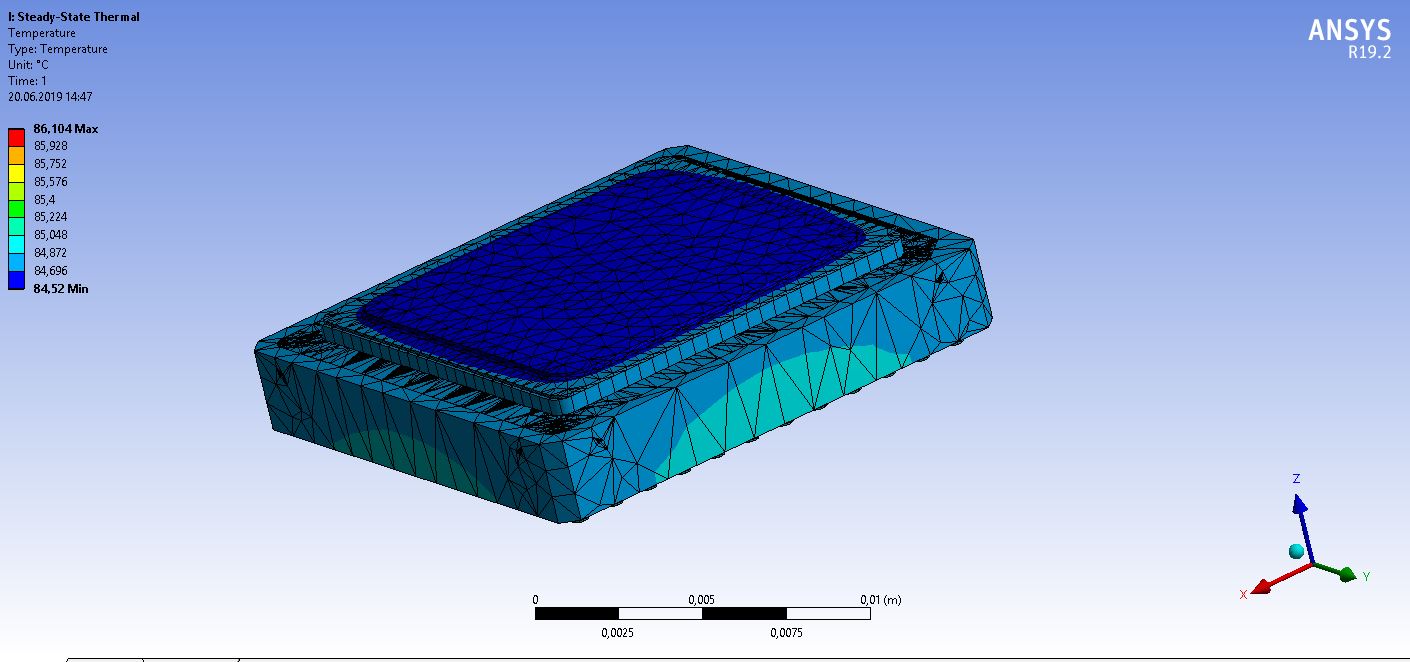 I: Steady-State Thermal
Temperature
Type: Temperature
Unit: °C
Time: 1
20.06.2019 14:47
86,104 Max
85,928
85,752
85,576
85,4
85,224
85,048
84,872
84,696
84,52 Min
ANSYS
R19.2
0
0,005
0,01 (m)
0,0025
0,0075
Z
Y
X